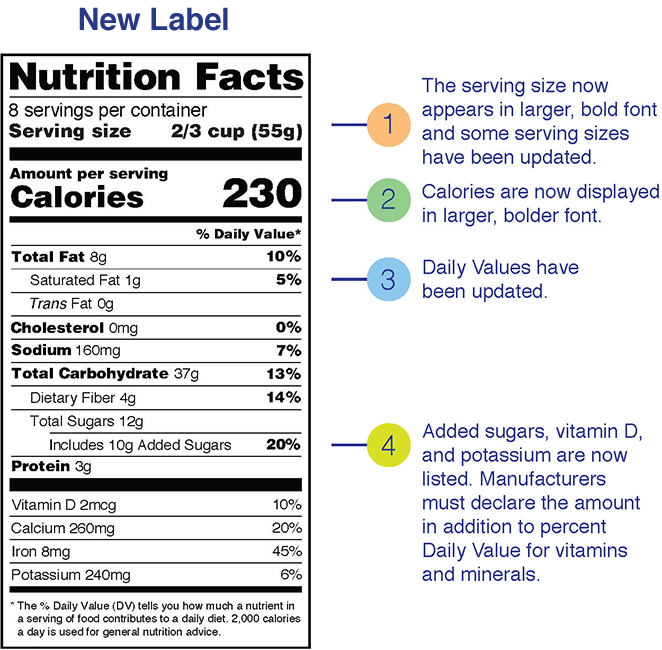 New Label
Nutrition Facts
8 servings per container
Serving size 2/3 cup (55g)
Amount per serving
Calories 230
% Daily Value*
Total Fat 8g 10%
Saturated Fat 1g 5%
Trans Fat 0g
Cholesterol 0mg 0%
Sodium 160mg 7%
Total Carbohydrate 37g 13%
Dietary Fiber 4g 14%
Total Sugars 12g
Includes 10g Added Sugars 20%
Protein 3g
Vitamin D 2mcg 10%
Calcium 260mg 20%
Iron 8mg 45%
Potassium 240mg 6%
* The % Daily Value (DV) tells you how much a nutrient in
a serving of food contributes to a daily diet. 2,000 calories
a day is used for general nutrition advice.
1
The serving size now
appears in larger, bold font
and some serving sizes
have been updated.
2
Calories are now displayed
in larger, bolder font.
3
Daily Values have
been updated.
4
Added sugars, vitamin D,
and potassium are now
listed. Manufacturers
must declare the amount
in addition to percent
Daily Value for vitamins
and minerals.